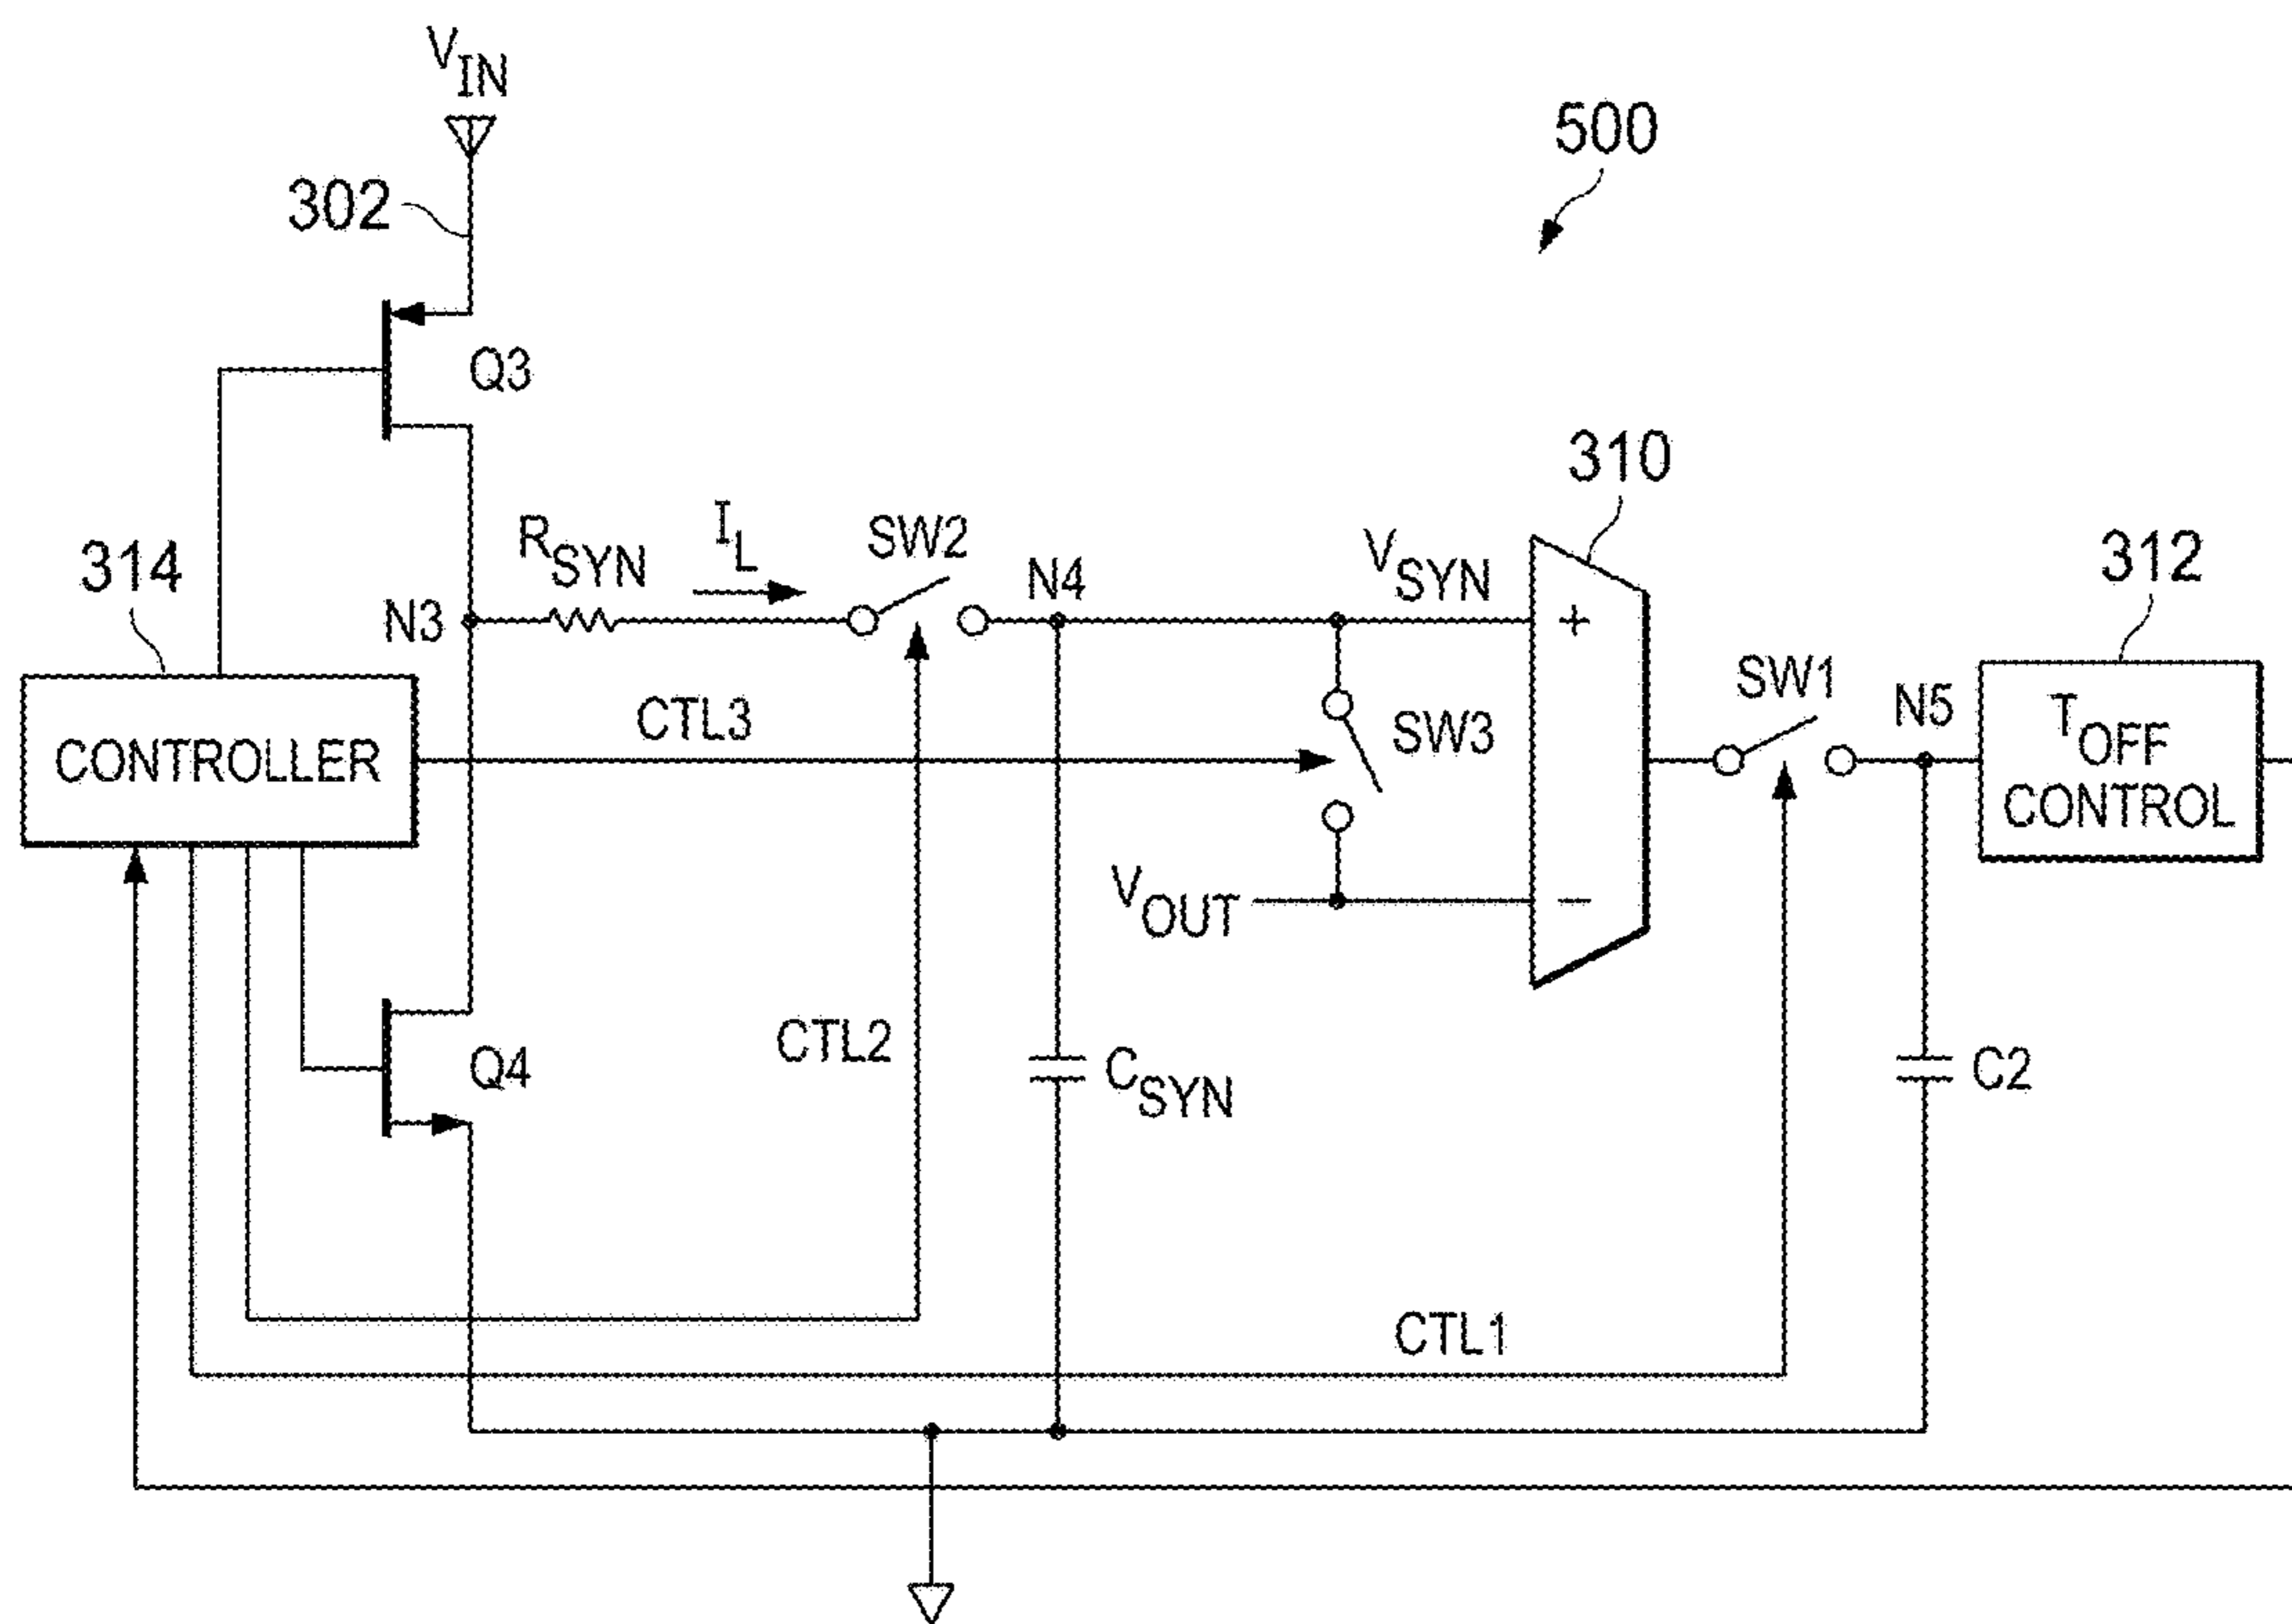 V_IN
500
302
Q3
310
R_SYN
I_L
SW2
N4
V_SYN
312
314
N3
+
SW1
N5
T_OFF
CONTROL
CONTROLLER
CTL3
SW3
V_OUT
−
Q4
CTL2
C_SYN
C2
CTL1